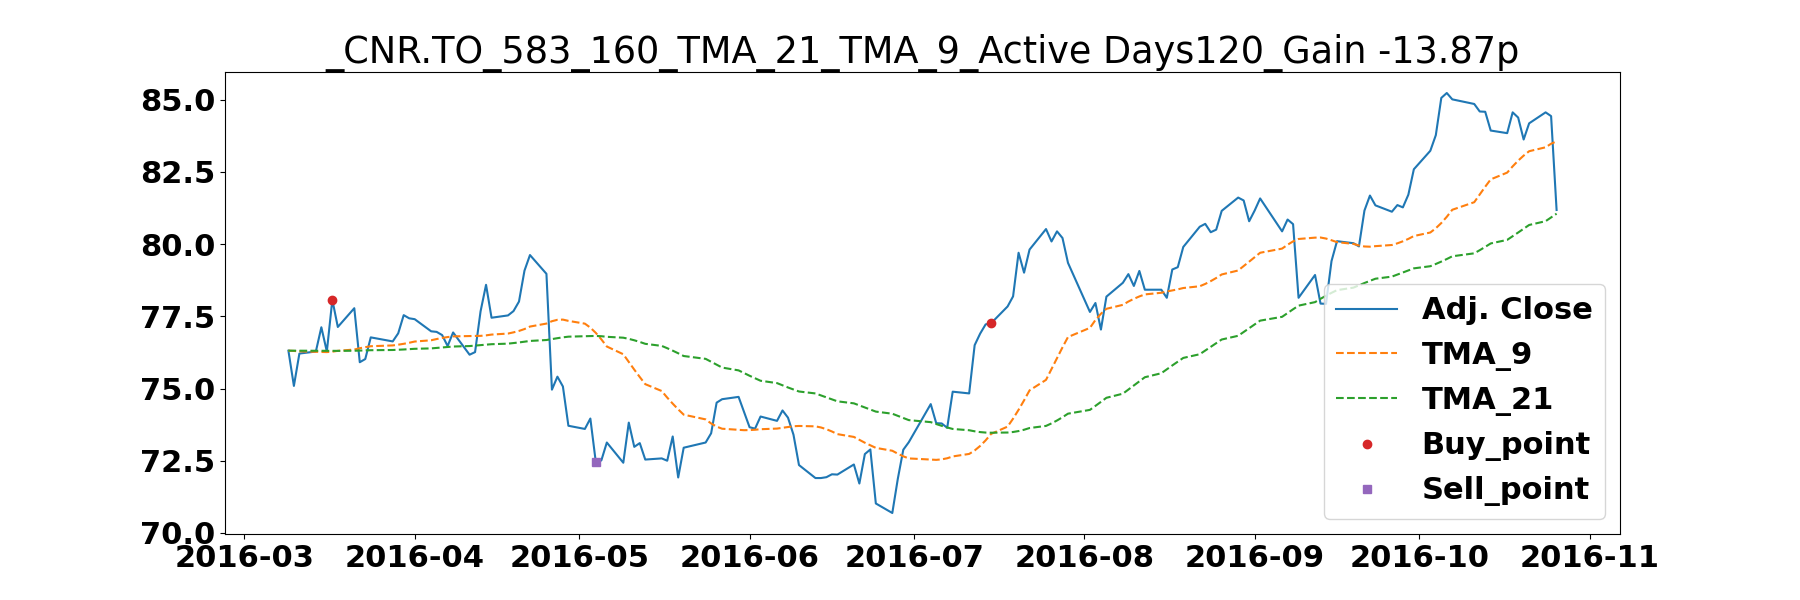 _CNR.TO_583_160_TMA_21_TMA_9_Active Days120_Gain -13.87p
85.0
82.5
80.0
77.5
75.0
72.5
70.0
Adj. Close
TMA_9
TMA_21
Buy_point
Sell_point
2016-03 2016-04 2016-05 2016-06 2016-07 2016-08 2016-09 2016-10 2016-11